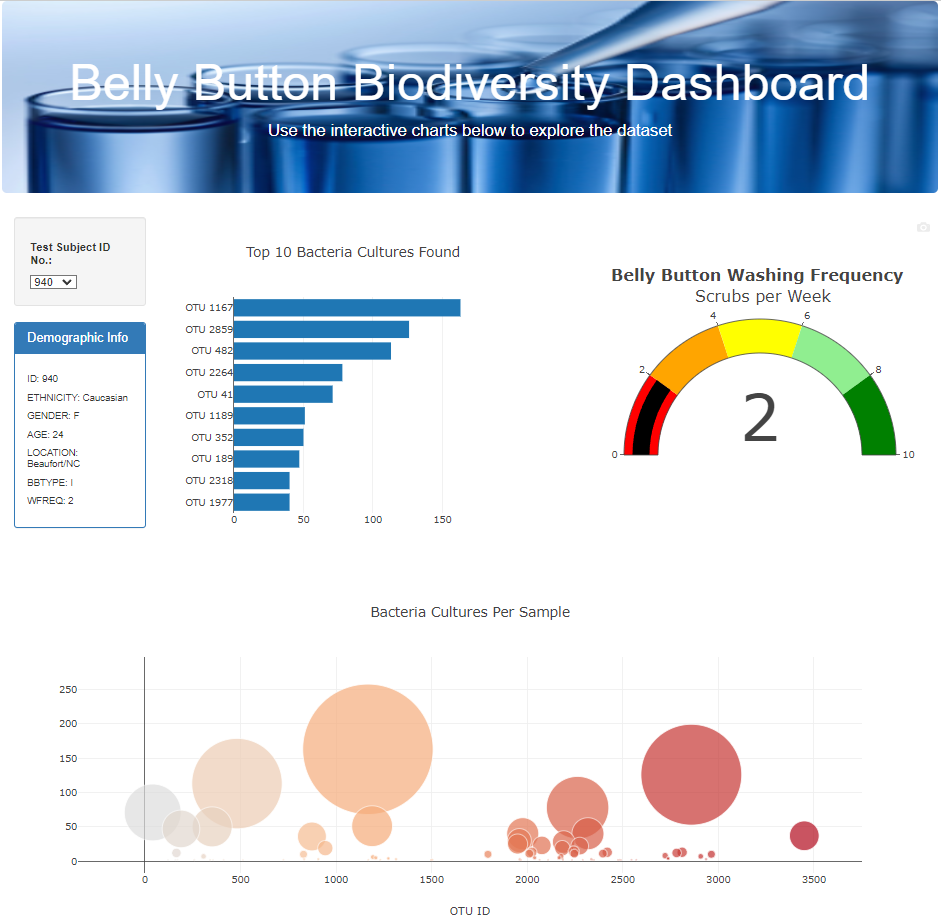 Belly Button Biodiversity Dashboard
Use the interactive charts below to explore the dataset
Test Subject ID
No.:
940
Demographic Info
ID: 940
ETHNICITY: Caucasian
GENDER: F
AGE: 24
LOCATION:
Beaufort/NC
BBTYPE: I
WFREQ: 2
Top 10 Bacteria Cultures Found
OTU 1167
OTU 2859
OTU 482
OTU 2264
OTU 41
OTU 1189
OTU 352
OTU 189
OTU 2318
OTU 1977
0 50 100 150
Belly Button Washing Frequency
Scrubs per Week
4 6
2 8
2
0 10
Bacteria Cultures Per Sample
250
200
150
100
50
0
0 500 1000 1500 2000 2500 3000 3500
OTU ID